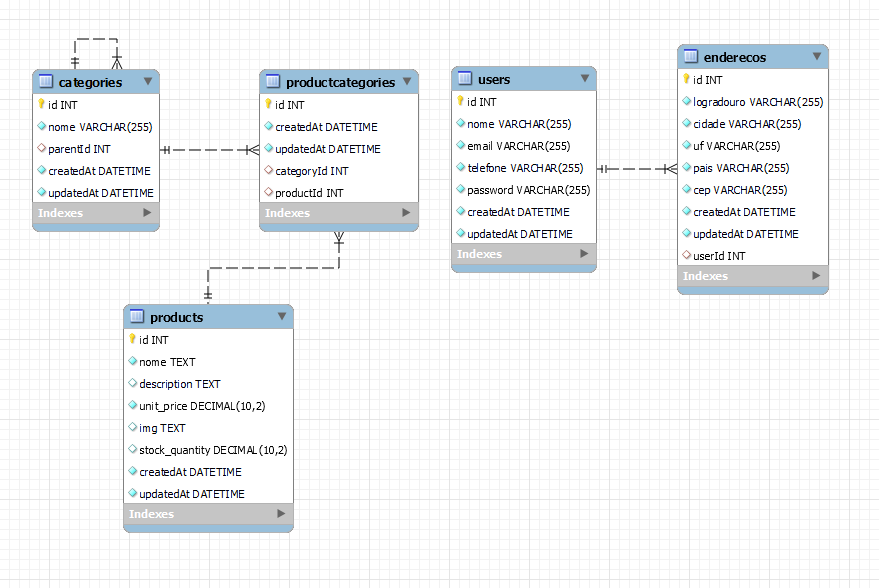 categories
id INT
nome VARCHAR(255)
parentId INT
createdAt DATETIME
updatedAt DATETIME
Indexes
productcategories
id INT
createdAt DATETIME
updatedAt DATETIME
categoryId INT
productId INT
Indexes
users
id INT
nome VARCHAR(255)
email VARCHAR(255)
telefone VARCHAR(255)
password VARCHAR(255)
createdAt DATETIME
updatedAt DATETIME
Indexes
enderecos
id INT
logradouro VARCHAR(255)
cidade VARCHAR(255)
uf VARCHAR(255)
pais VARCHAR(255)
cep VARCHAR(255)
createdAt DATETIME
updatedAt DATETIME
userId INT
Indexes
products
id INT
nome TEXT
description TEXT
unit_price DECIMAL(10,2)
img TEXT
stock_quantity DECIMAL(10,2)
createdAt DATETIME
updatedAt DATETIME
Indexes